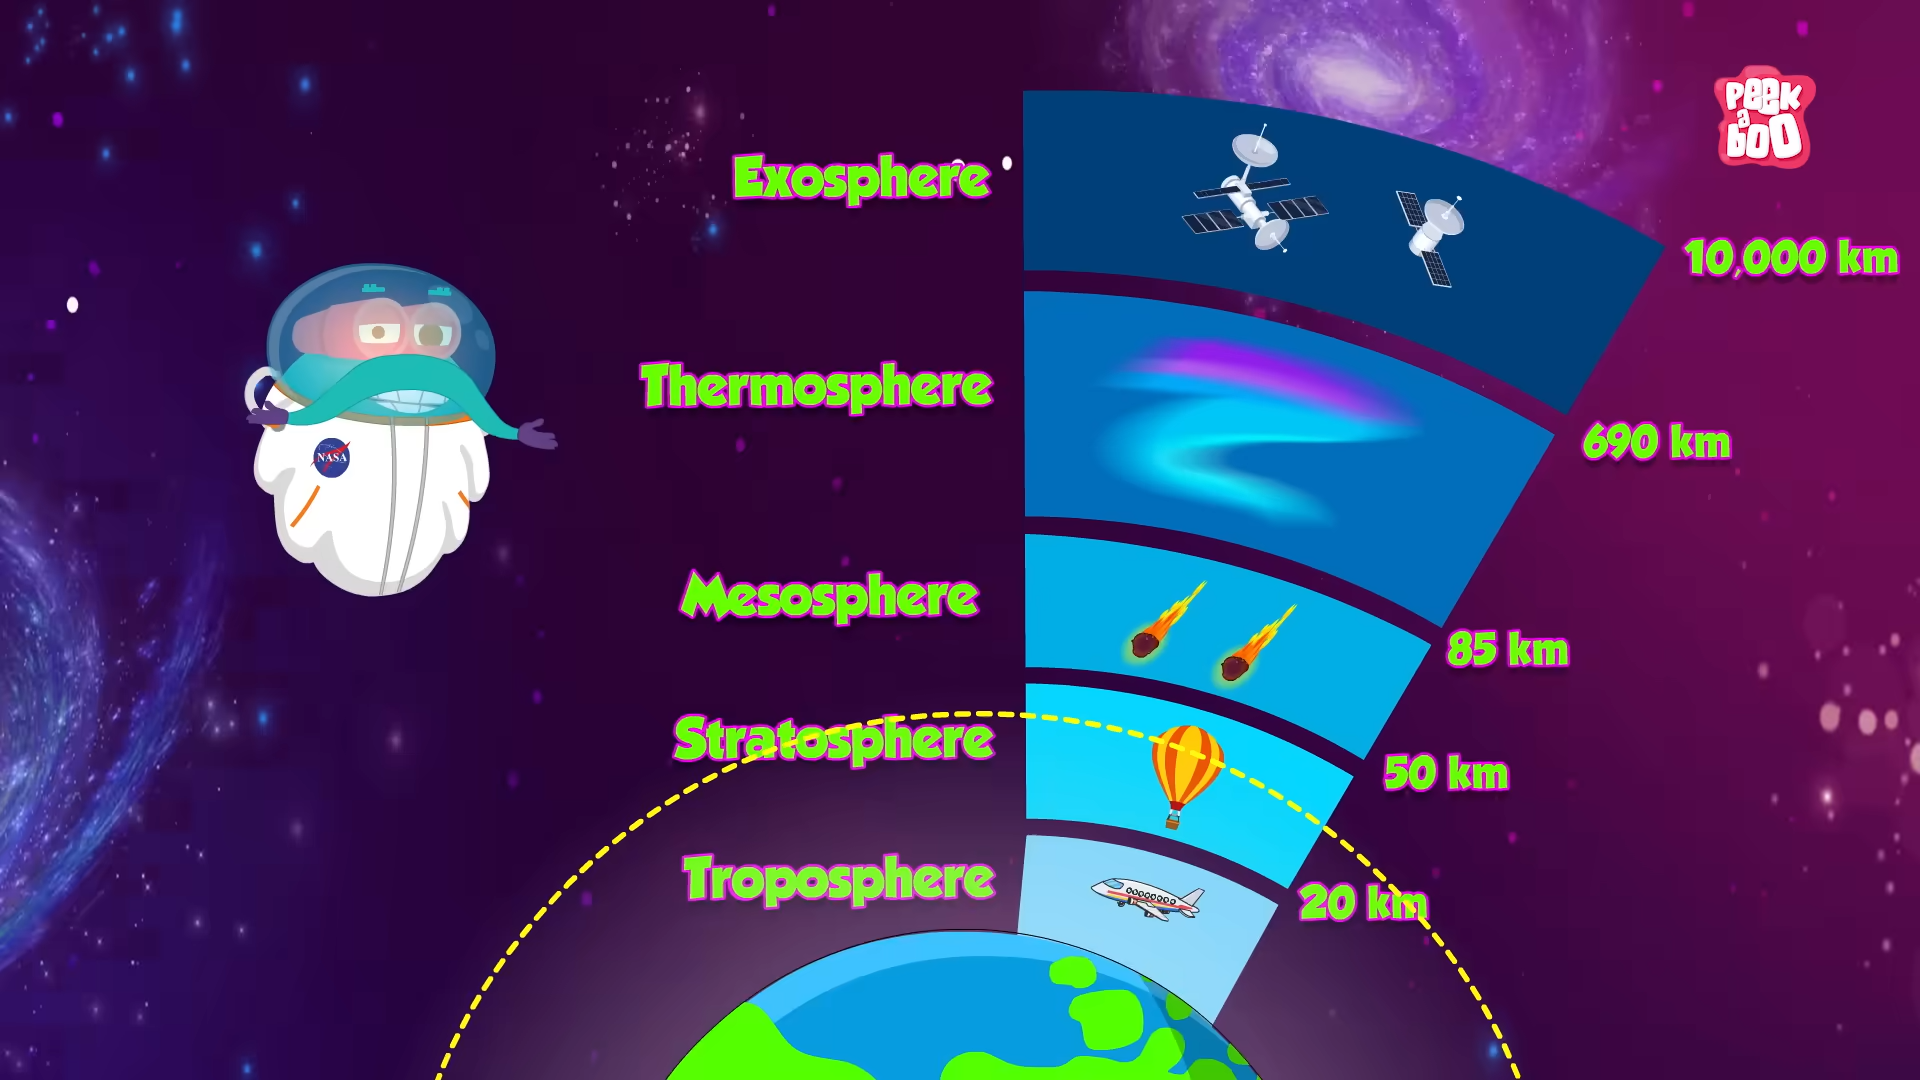 Peek
a
boo
Exosphere
10,000 km
Thermosphere
690 km
NASA
Mesosphere
85 km
Stratosphere
50 km
Troposphere
20 km